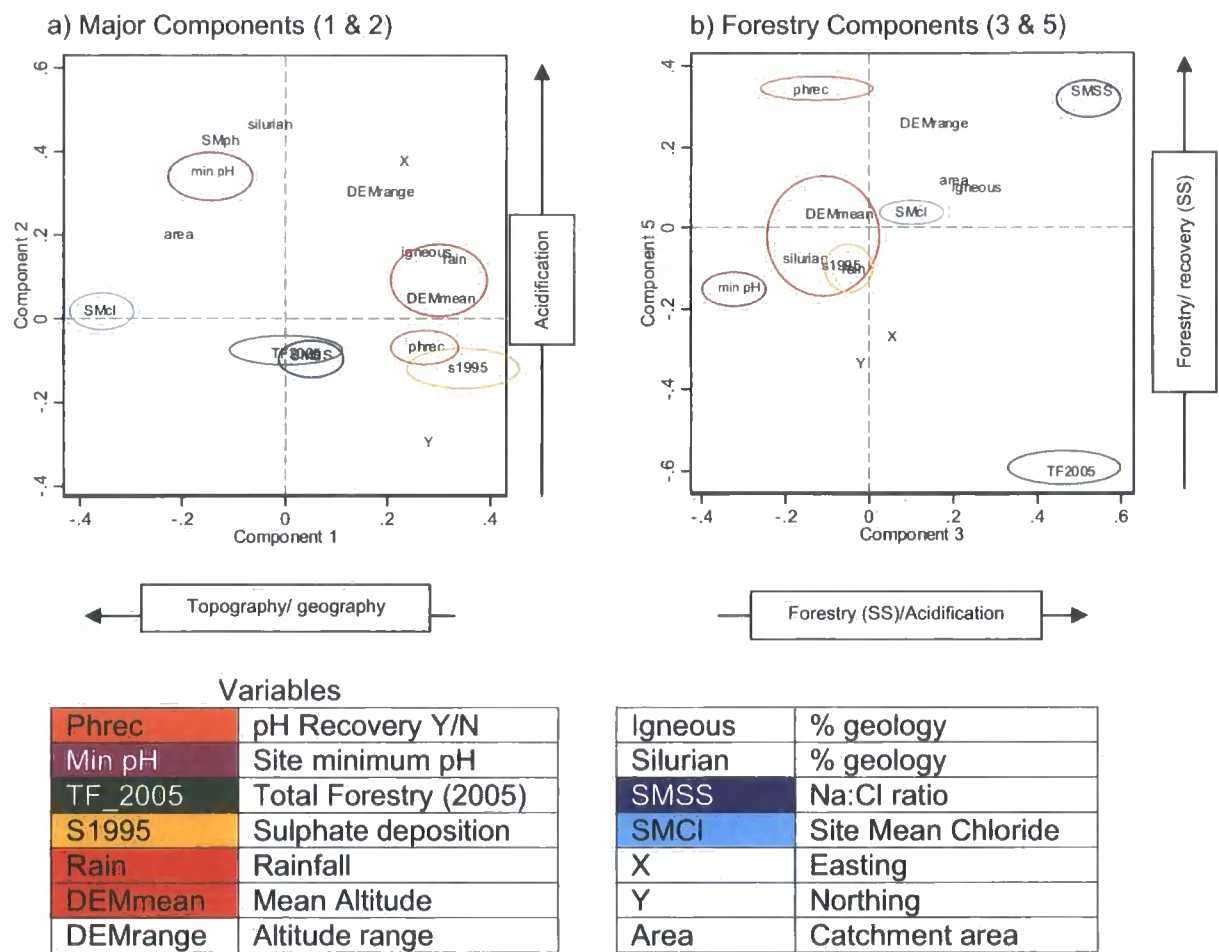 a) Major Components (1 & 2)
.6
.4
.2
0
-.2
-.4
Component 2
silurian
SMph
min pH
area
X
DEMrange
igneous
rain
DEMmean
SMcl
TF2005
SMSS
phrec
s1995
Y
-.4
-.2
0
.2
.4
Component 1
Acidification
Topography/ geography
b) Forestry Components (3 & 5)
.4
.2
0
-.2
-.4
-.6
Component 5
phrec
SMSS
DEMrange
area
igneous
DEMmean
SMcl
silurian
s1995
rain
min pH
X
Y
TF2005
-.4
-.2
0
.2
.4
.6
Component 3
Forestry/ recovery (SS)
Forestry (SS)/Acidification
Variables
Phrec pH Recovery Y/N
Min pH Site minimum pH
TF_2005 Total Forestry (2005)
S1995 Sulphate deposition
Rain Rainfall
DEMmean Mean Altitude
DEMrange Altitude range
Igneous % geology
Silurian % geology
SMSS Na:Cl ratio
SMCl Site Mean Chloride
X Easting
Y Northing
Area Catchment area